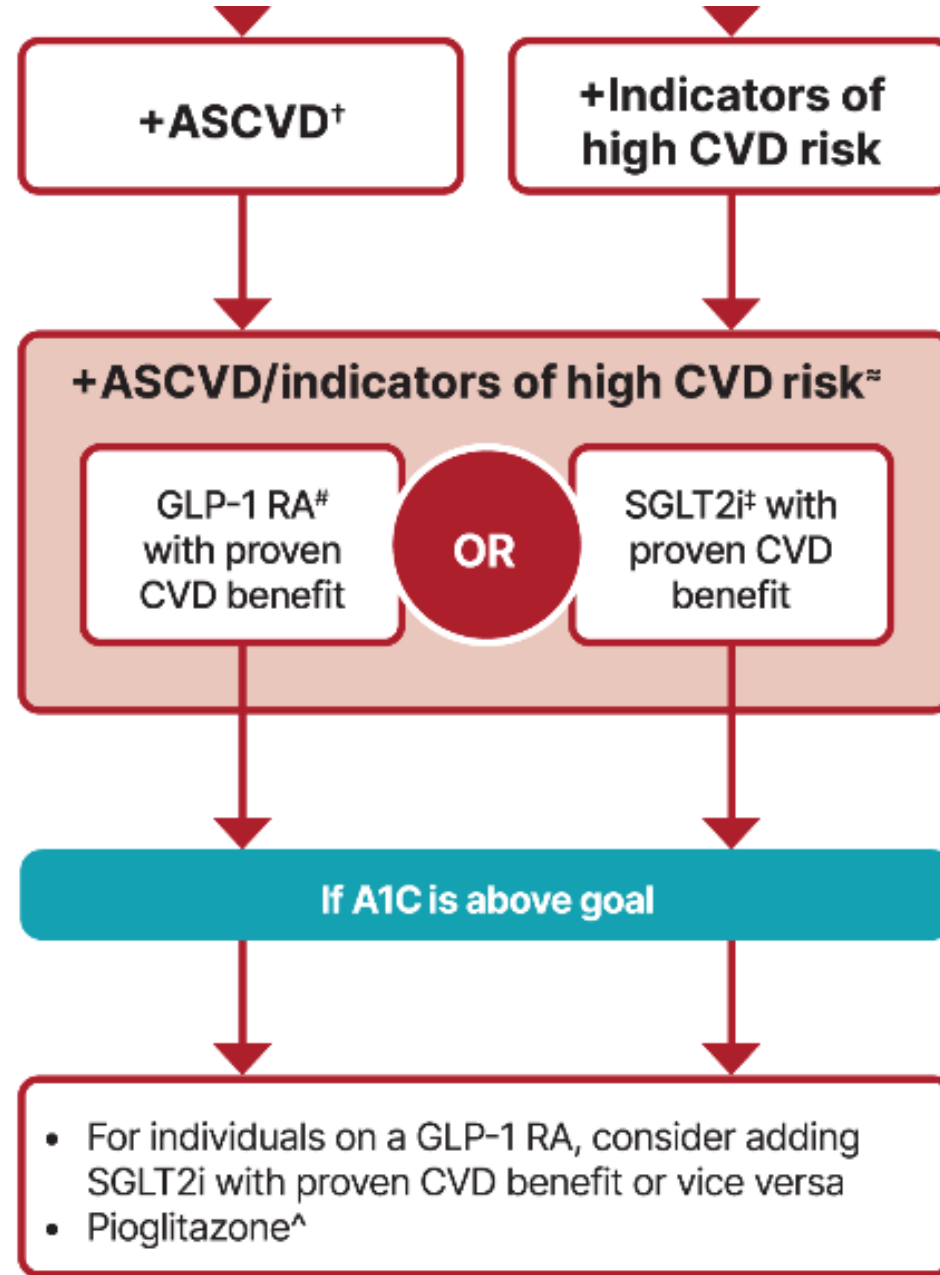 +ASCVD†
+Indicators of
high CVD risk
+ASCVD/indicators of high CVD risk≈
GLP-1 RA#
with proven
CVD benefit
OR
SGLT2i‡ with
proven CVD
benefit
If A1C is above goal
• For individuals on a GLP-1 RA, consider adding
SGLT2i with proven CVD benefit or vice versa
• Pioglitazone^